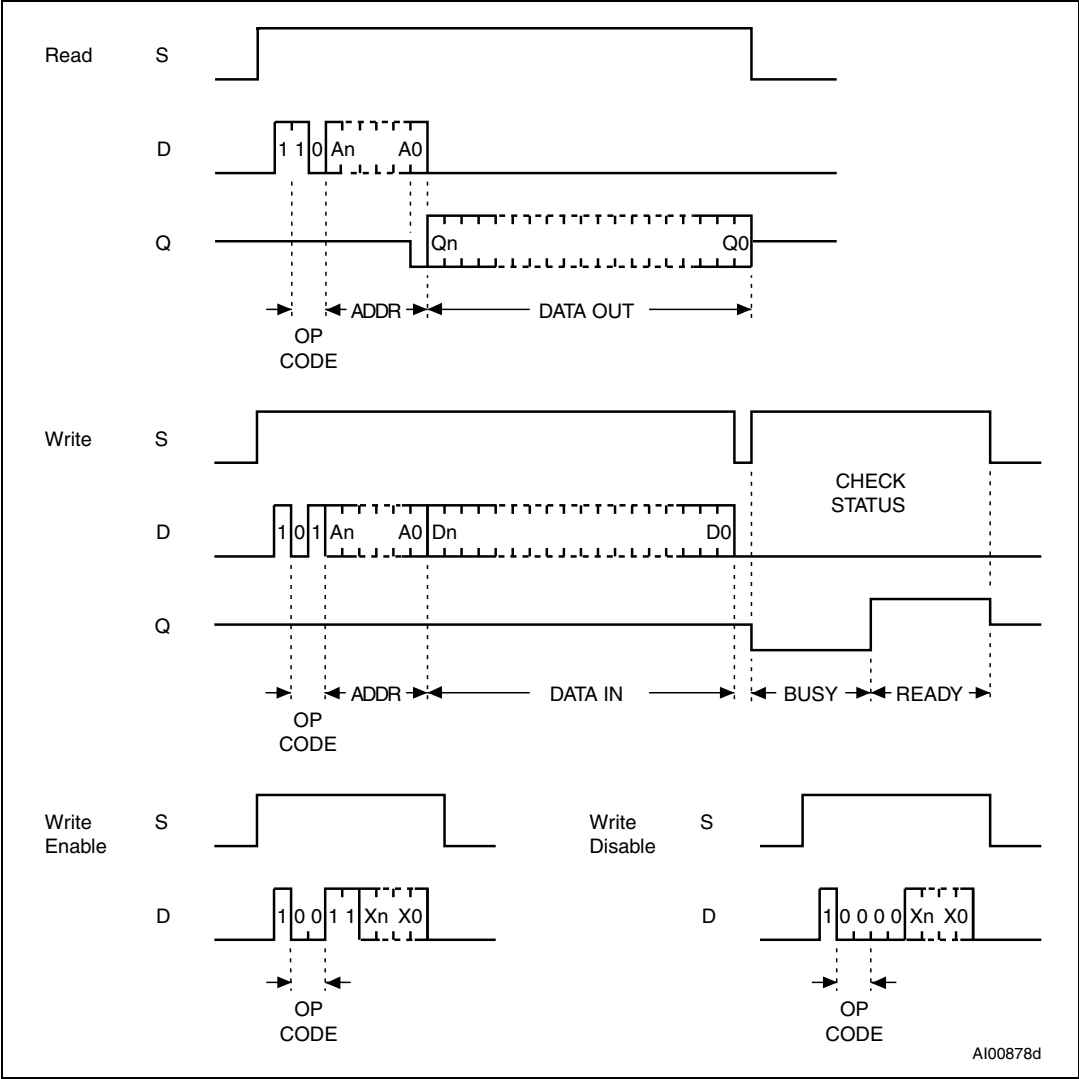 Read S
D 1 1 0 An A0
Q Qn Q0
ADDR DATA OUT
OP
CODE
Write S
CHECK
STATUS
D 1 0 1 An A0 Dn D0
Q
ADDR DATA IN BUSY READY
OP
CODE
Write
Enable
S
Write
Disable
S
D 1 0 0 1 1 Xn X0
D 1 0 0 0 0 Xn X0
OP
CODE
OP
CODE
AI00878d